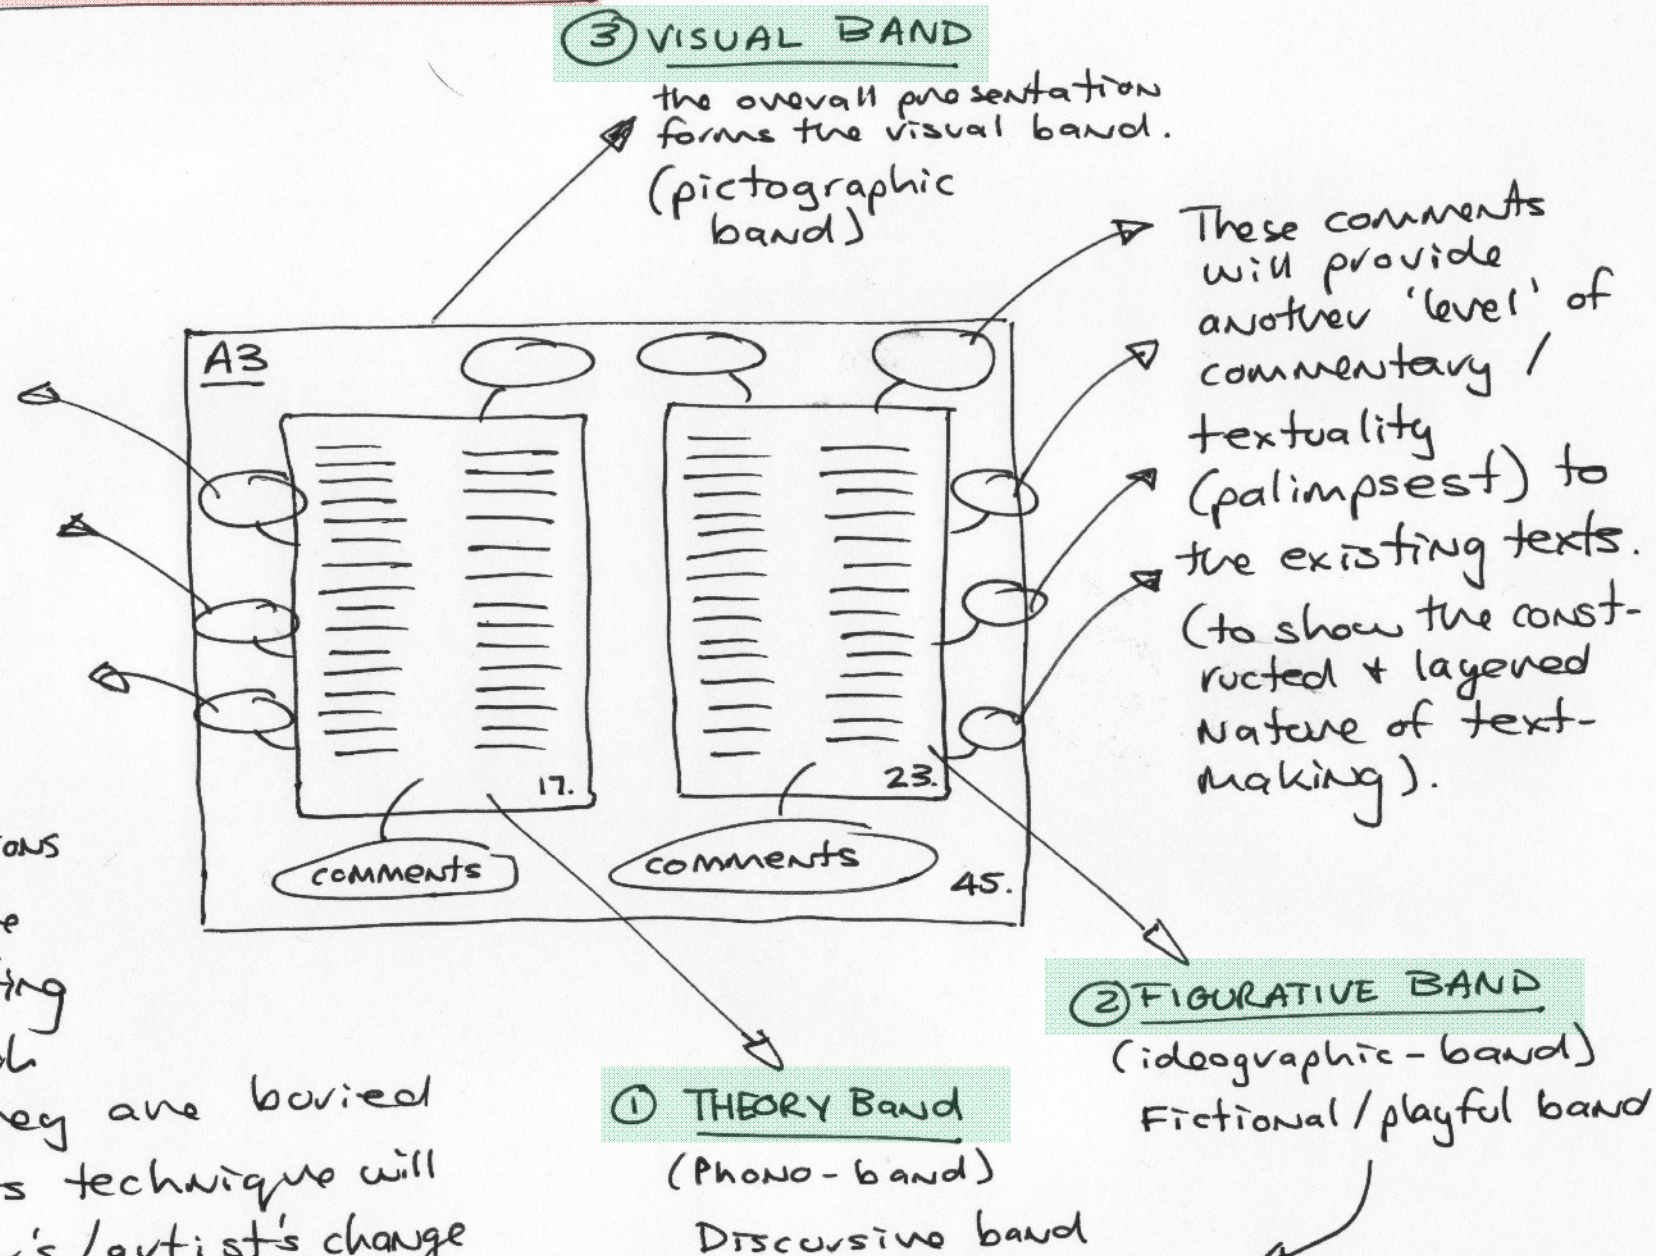 ③ VISUAL BAND
the overall presentation
forms the visual band.
(pictographic
band)
These comments
will provide
another 'level' of
commentary /
textuality
(palimpsest) to
the existing texts.
(to show the const-
ructed + layered
nature of text-
making).
A3
17.
23.
comments
comments
45.
② FIGURATIVE BAND
(ideographic-band)
Fictional/playful band
① THEORY Band
(Phono-band)
Discursive band
are buried
technique will
/artist's change